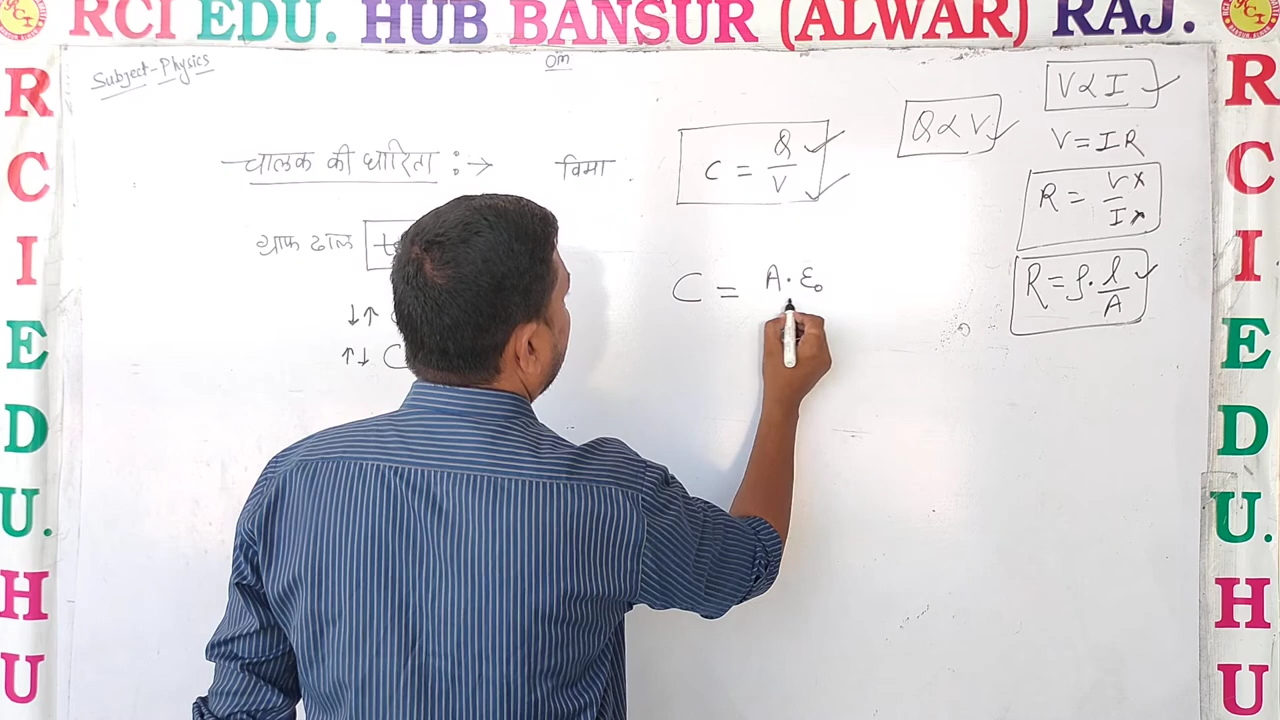 RCI EDU. HUB BANSUR (ALWAR) RAJ.
R C I E D U. H U
Subject-Physics
Om
चालक की धारिता :→ विमा
ग्राफ ढाल
↓↑
↑↓ C
C = Q/V
C = A·ε₀
Q ∝ V
V ∝ I
V = IR
R = V/I
R = ρ·l/A
R C I E D U. H U